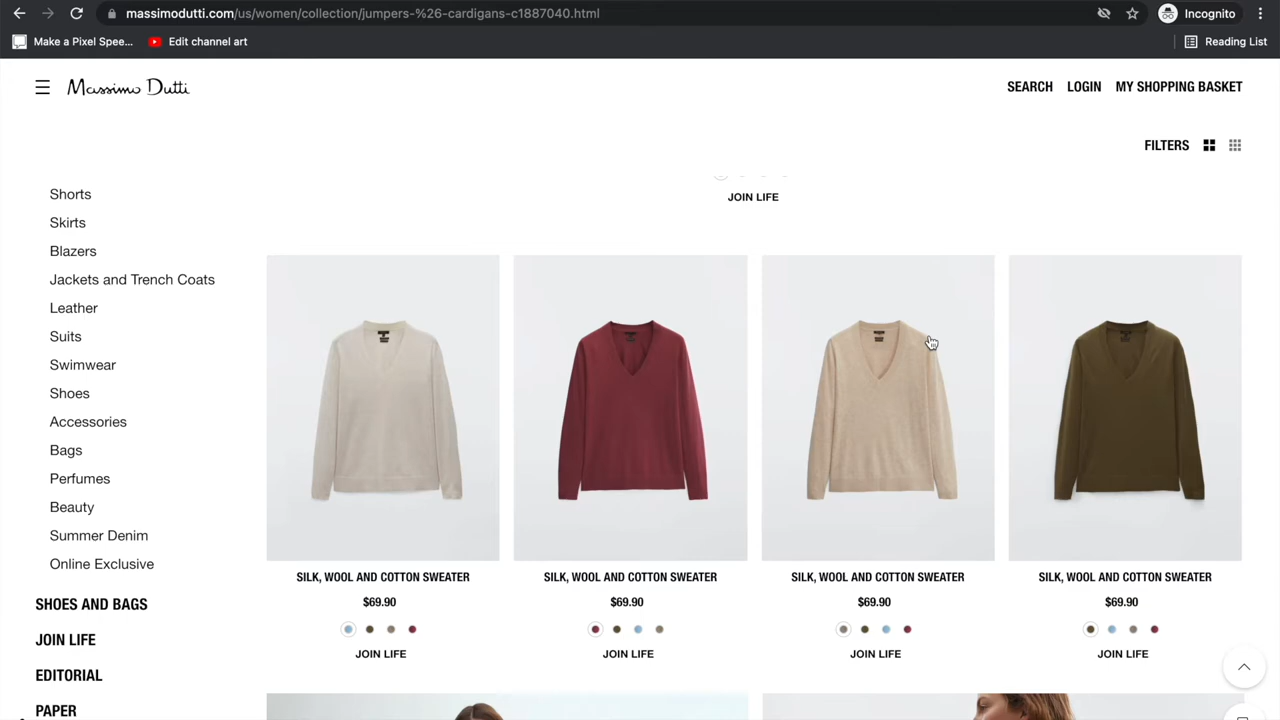 massimodutti.com/us/women/collection/jumpers-%26-cardigans-c1887040.html
Incognito
Make a Pixel Spee...
Edit channel art
Reading List
Massimo Dutti
SEARCH
LOGIN
MY SHOPPING BASKET
FILTERS
Shorts
Skirts
Blazers
Jackets and Trench Coats
Leather
Suits
Swimwear
Shoes
Accessories
Bags
Perfumes
Beauty
Summer Denim
Online Exclusive
SHOES AND BAGS
JOIN LIFE
EDITORIAL
PAPER
JOIN LIFE
SILK, WOOL AND COTTON SWEATER
$69.90
JOIN LIFE
SILK, WOOL AND COTTON SWEATER
$69.90
JOIN LIFE
SILK, WOOL AND COTTON SWEATER
$69.90
JOIN LIFE
SILK, WOOL AND COTTON SWEATER
$69.90
JOIN LIFE